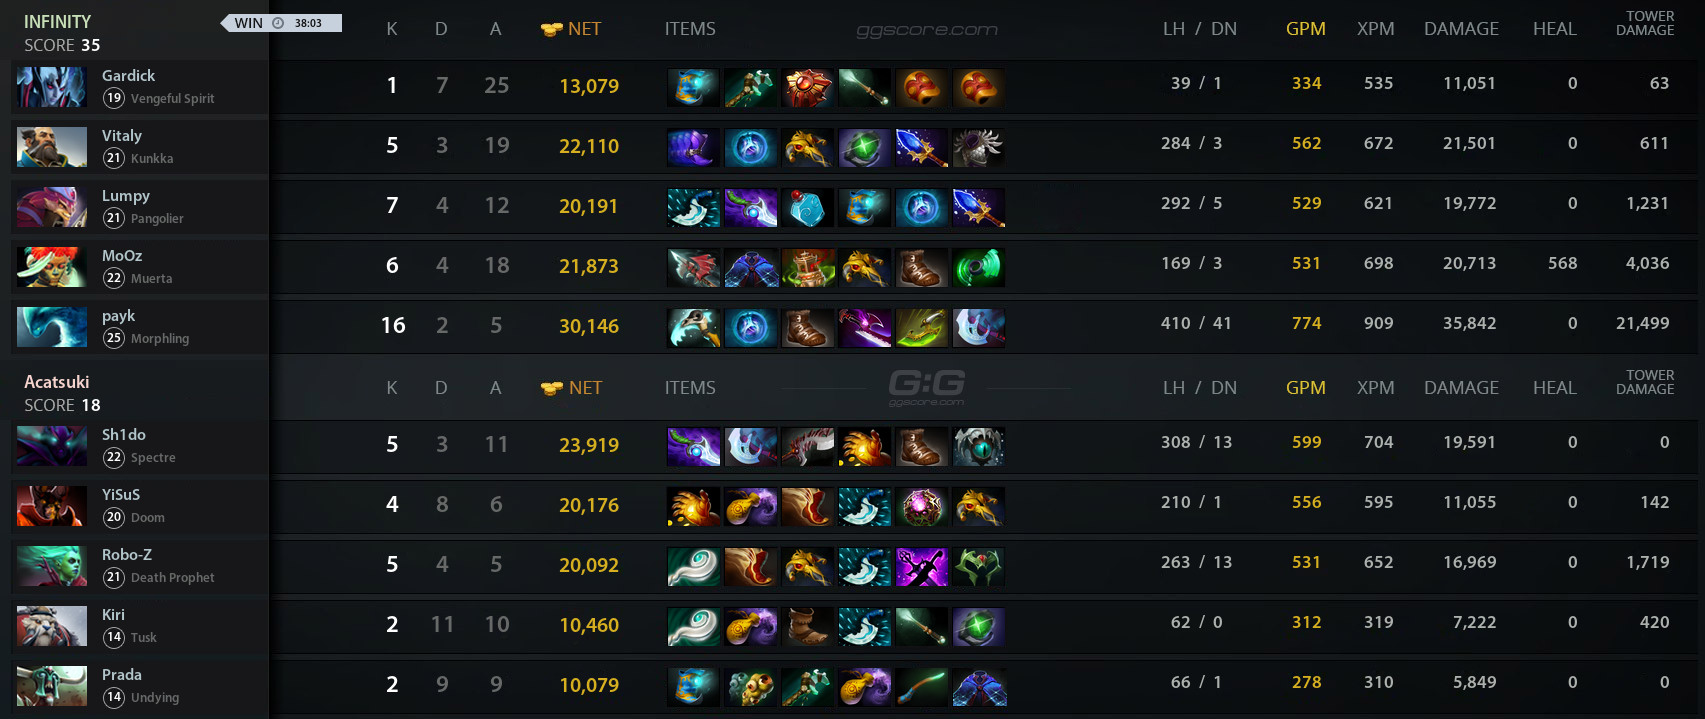 INFINITY WIN 38:03 K D A NET ITEMS ggscore.com LH / DN GPM XPM DAMAGE HEAL TOWER DAMAGE
SCORE 35
Gardick 1 7 25 13,079 39 / 1 334 535 11,051 0 63
19 Vengeful Spirit
Vitaly 5 3 19 22,110 284 / 3 562 672 21,501 0 611
21 Kunkka
Lumpy 7 4 12 20,191 292 / 5 529 621 19,772 0 1,231
21 Pangolier
MoOz 6 4 18 21,873 169 / 3 531 698 20,713 568 4,036
22 Muerta
payk 16 2 5 30,146 410 / 41 774 909 35,842 0 21,499
25 Morphling
Acatsuki K D A NET ITEMS G:G ggscore.com LH / DN GPM XPM DAMAGE HEAL TOWER DAMAGE
SCORE 18
Sh1do 5 3 11 23,919 308 / 13 599 704 19,591 0 0
22 Spectre
YiSuS 4 8 6 20,176 210 / 1 556 595 11,055 0 142
20 Doom
Robo-Z 5 4 5 20,092 263 / 13 531 652 16,969 0 1,719
21 Death Prophet
Kiri 2 11 10 10,460 62 / 0 312 319 7,222 0 420
14 Tusk
Prada 2 9 9 10,079 66 / 1 278 310 5,849 0 0
14 Undying